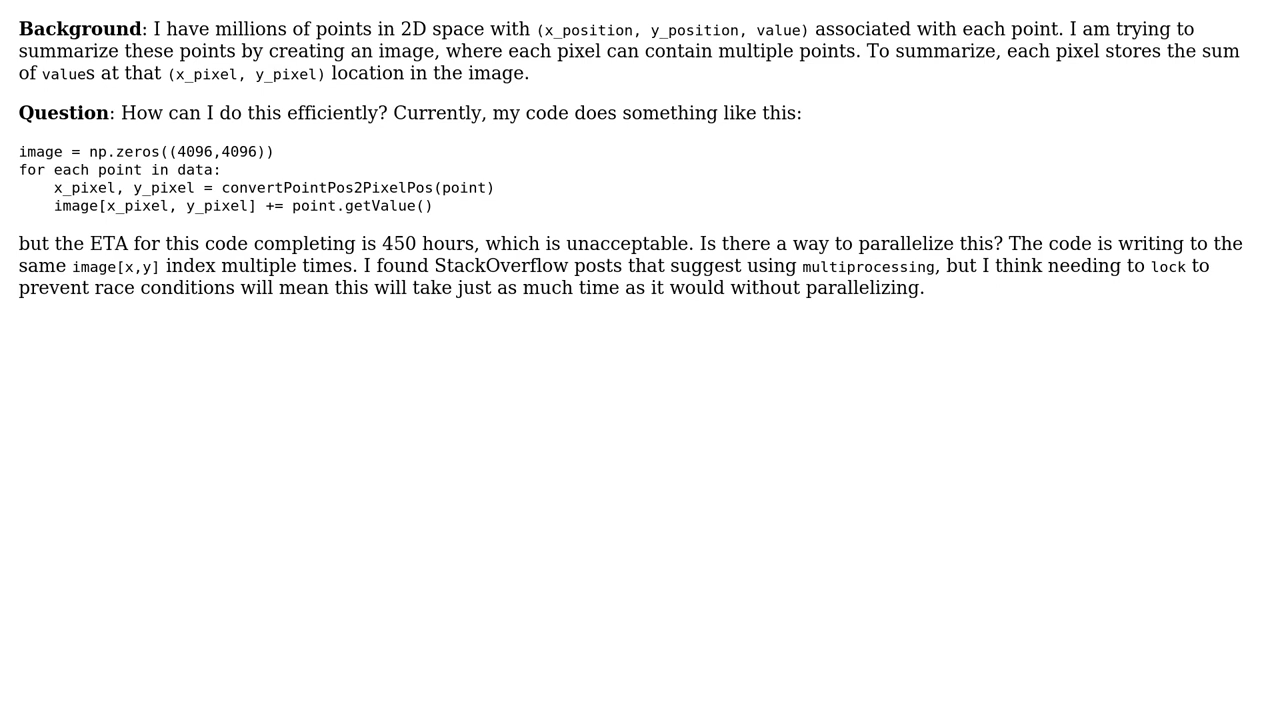 Background: I have millions of points in 2D space with (x_position, y_position, value) associated with each point. I am trying to
summarize these points by creating an image, where each pixel can contain multiple points. To summarize, each pixel stores the sum
of values at that (x_pixel, y_pixel) location in the image.
Question: How can I do this efficiently? Currently, my code does something like this:
image = np.zeros((4096,4096))
for each point in data:
    x_pixel, y_pixel = convertPointPos2PixelPos(point)
    image[x_pixel, y_pixel] += point.getValue()
but the ETA for this code completing is 450 hours, which is unacceptable. Is there a way to parallelize this? The code is writing to the
same image[x,y] index multiple times. I found StackOverflow posts that suggest using multiprocessing, but I think needing to lock to
prevent race conditions will mean this will take just as much time as it would without parallelizing.